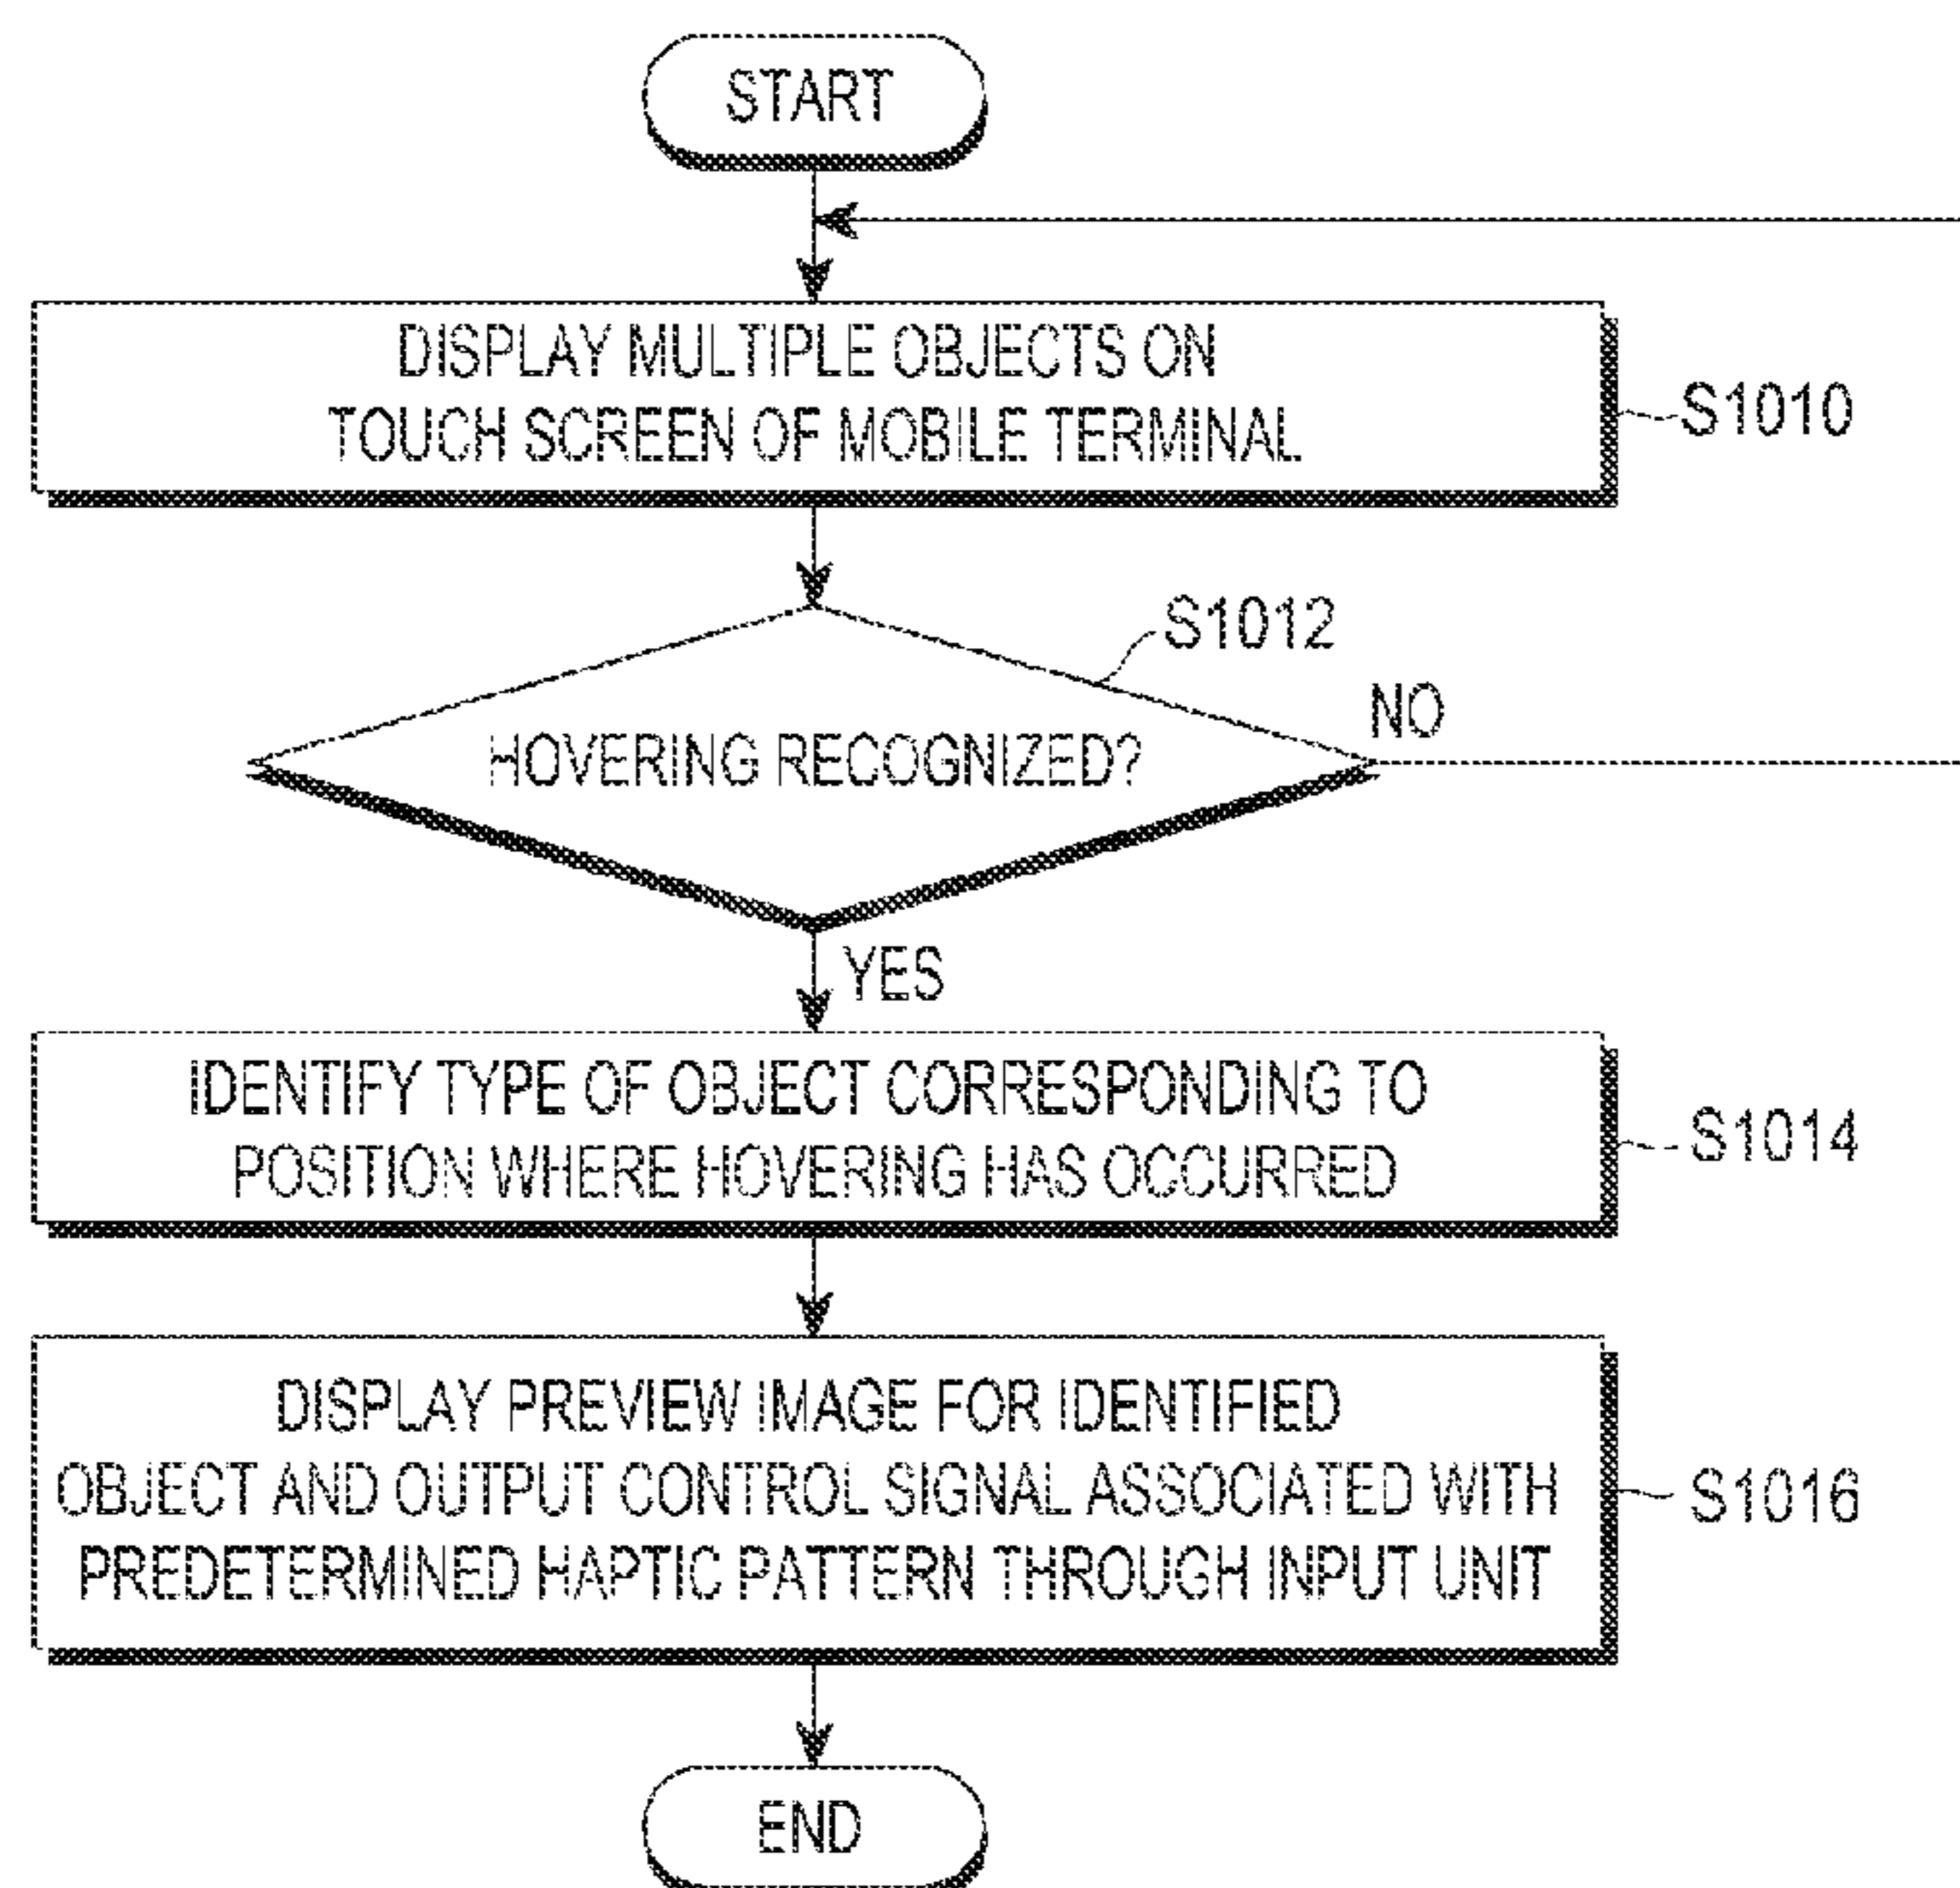 START
DISPLAY MULTIPLE OBJECTS ON
TOUCH SCREEN OF MOBILE TERMINAL
S1010
S1012
HOVERING RECOGNIZED?
NO
YES
IDENTIFY TYPE OF OBJECT CORRESPONDING TO
POSITION WHERE HOVERING HAS OCCURRED
S1014
DISPLAY PREVIEW IMAGE FOR IDENTIFIED
OBJECT AND OUTPUT CONTROL SIGNAL ASSOCIATED WITH
PREDETERMINED HAPTIC PATTERN THROUGH INPUT UNIT
S1016
END